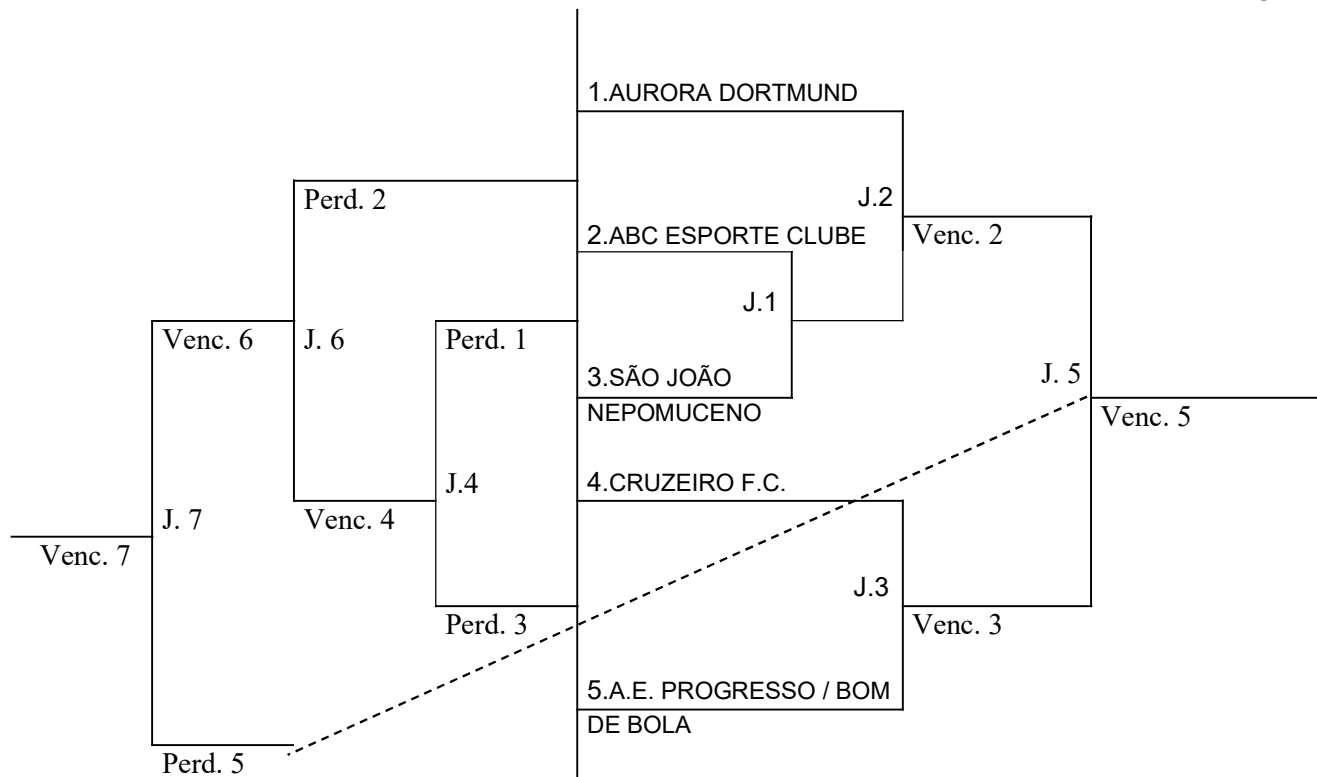 1.AURORA DORTMUND
Perd. 2
J.2
2.ABC ESPORTE CLUBE
Venc. 2
J.1
Venc. 6
J. 6
Perd. 1
3.SÃO JOÃO
NEPOMUCENO
J. 5
Venc. 5
J.4
4.CRUZEIRO F.C.
J. 7
Venc. 4
Venc. 7
J.3
Perd. 3
Venc. 3
5.A.E. PROGRESSO / BOM
DE BOLA
Perd. 5